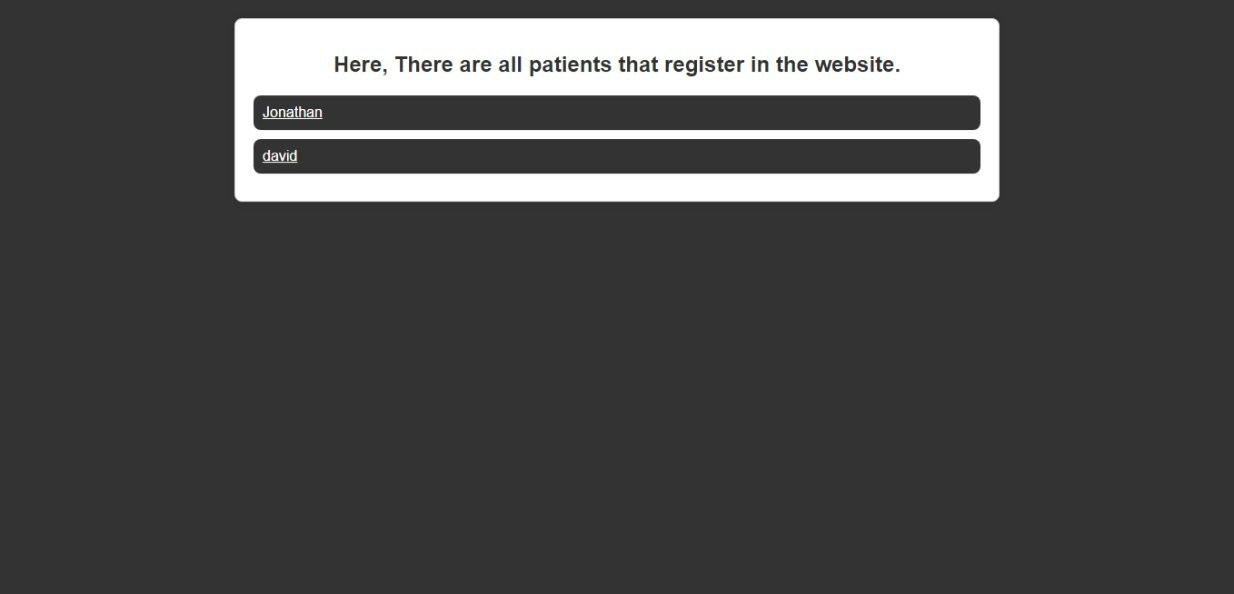 Here, There are all patients that register in the website.
Jonathan
david